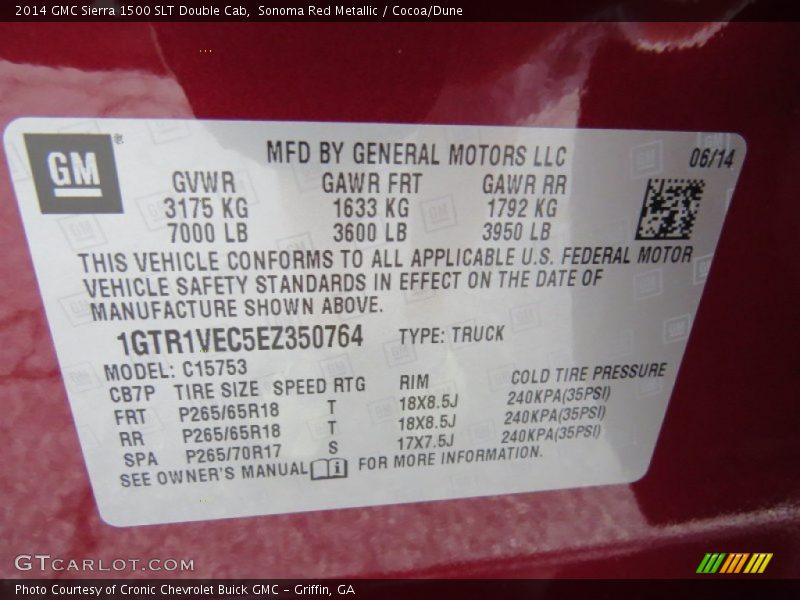 2014 GMC Sierra 1500 SLT Double Cab, Sonoma Red Metallic / Cocoa/Dune
GM®
MFD BY GENERAL MOTORS LLC
06/14
GVWR GAWR FRT GAWR RR
3175 KG 1633 KG 1792 KG
7000 LB 3600 LB 3950 LB
THIS VEHICLE CONFORMS TO ALL APPLICABLE U.S. FEDERAL MOTOR
VEHICLE SAFETY STANDARDS IN EFFECT ON THE DATE OF
MANUFACTURE SHOWN ABOVE.
1GTR1VEC5EZ350764 TYPE: TRUCK
MODEL: C15753
CB7P TIRE SIZE SPEED RTG RIM COLD TIRE PRESSURE
FRT P265/65R18 T 18X8.5J 240KPA(35PSI)
RR P265/65R18 T 18X8.5J 240KPA(35PSI)
SPA P265/70R17 S 17X7.5J 240KPA(35PSI)
SEE OWNER'S MANUAL FOR MORE INFORMATION.
GTCARLOT.COM
Photo Courtesy of Cronic Chevrolet Buick GMC – Griffin, GA